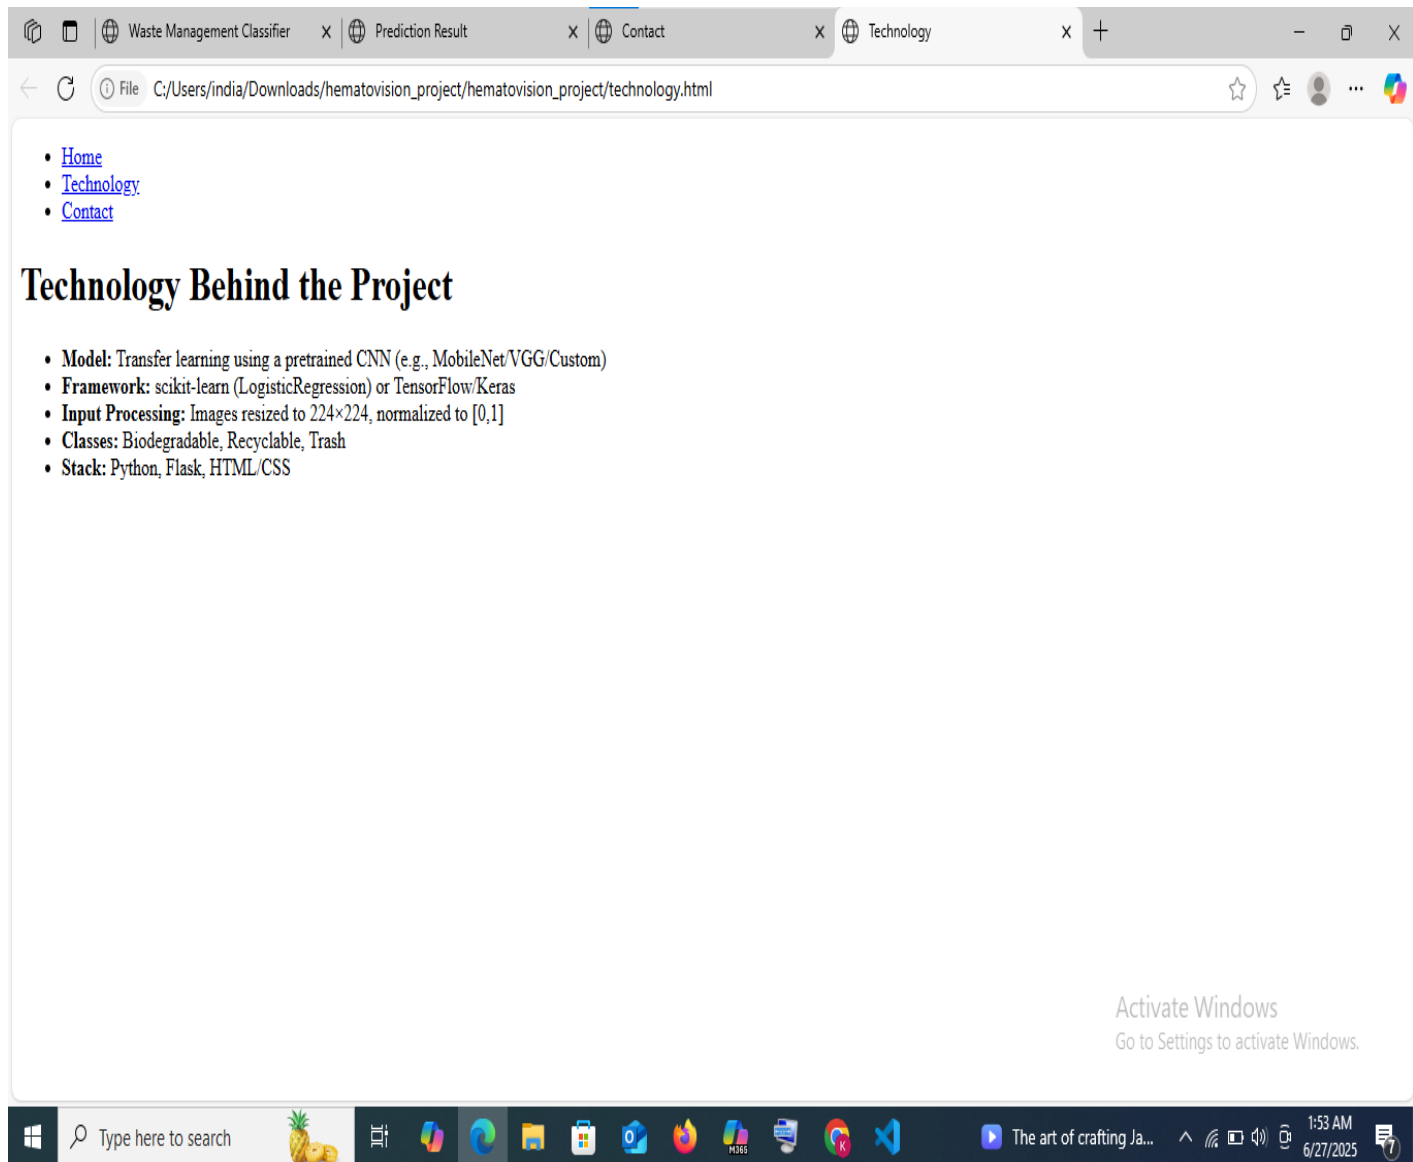 Waste Management Classifier
Prediction Result
Contact
Technology
File C:/Users/india/Downloads/hematovision_project/hematovision_project/technology.html
Home
Technology
Contact
Technology Behind the Project
Model: Transfer learning using a pretrained CNN (e.g., MobileNet/VGG/Custom)
Framework: scikit-learn (LogisticRegression) or TensorFlow/Keras
Input Processing: Images resized to 224×224, normalized to [0,1]
Classes: Biodegradable, Recyclable, Trash
Stack: Python, Flask, HTML/CSS
Activate Windows
Go to Settings to activate Windows.
Type here to search
M365
K
The art of crafting Ja...
1:53 AM
6/27/2025
7